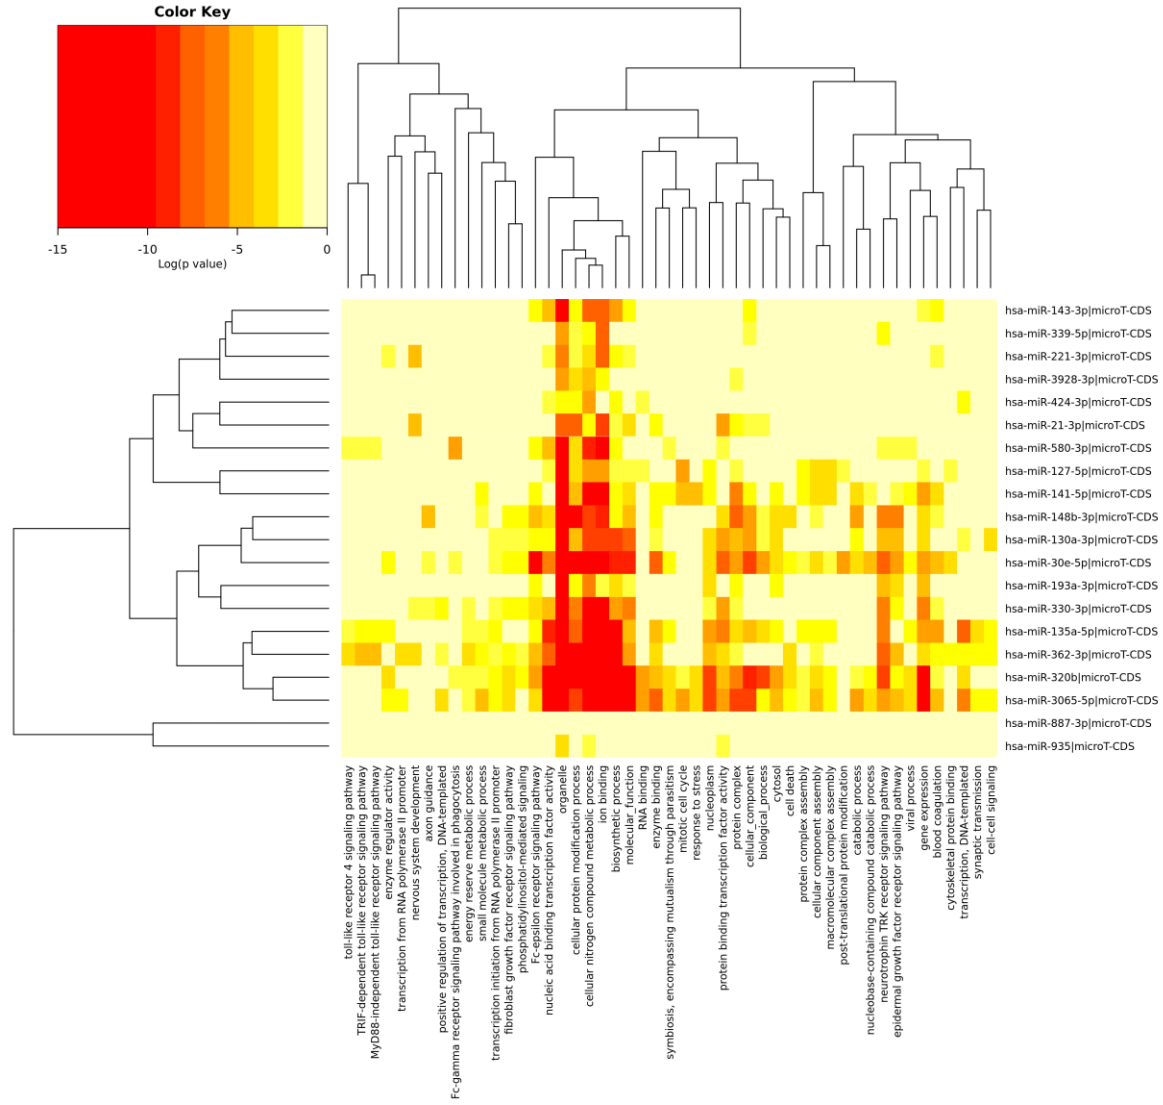 Color Key
-15 -10 -5 0
Log(p value)
hsa-miR-143-3p|microT-CDS
hsa-miR-339-5p|microT-CDS
hsa-miR-221-3p|microT-CDS
hsa-miR-3928-3p|microT-CDS
hsa-miR-424-3p|microT-CDS
hsa-miR-21-3p|microT-CDS
hsa-miR-580-3p|microT-CDS
hsa-miR-127-5p|microT-CDS
hsa-miR-141-5p|microT-CDS
hsa-miR-148b-3p|microT-CDS
hsa-miR-130a-3p|microT-CDS
hsa-miR-30e-5p|microT-CDS
hsa-miR-193a-3p|microT-CDS
hsa-miR-330-3p|microT-CDS
hsa-miR-135a-5p|microT-CDS
hsa-miR-362-3p|microT-CDS
hsa-miR-320b|microT-CDS
hsa-miR-3065-5p|microT-CDS
hsa-miR-887-3p|microT-CDS
hsa-miR-935|microT-CDS
toll-like receptor 4 signaling pathway
TRIF-dependent toll-like receptor signaling pathway
MyD88-independent toll-like receptor signaling pathway
enzyme regulator activity
transcription from RNA polymerase II promoter
nervous system development
axon guidance
positive regulation of transcription, DNA-templated
Fc-gamma receptor signaling pathway involved in phagocytosis
energy reserve metabolic process
small molecule metabolic process
transcription initiation from RNA polymerase II promoter
fibroblast growth factor receptor signaling pathway
phosphatidylinositol-mediated signaling
Fc-epsilon receptor signaling pathway
nucleic acid binding transcription factor activity
organelle
cellular protein modification process
cellular nitrogen compound metabolic process
ion binding
biosynthetic process
molecular_function
RNA binding
enzyme binding
symbiosis, encompassing mutualism through parasitism
mitotic cell cycle
response to stress
nucleoplasm
protein binding transcription factor activity
protein complex
cellular_component
biological_process
cytosol
cell death
protein complex assembly
cellular component assembly
macromolecular complex assembly
post-translational protein modification
catabolic process
nucleobase-containing compound catabolic process
neurotrophin TRK receptor signaling pathway
epidermal growth factor receptor signaling pathway
viral process
gene expression
blood coagulation
cytoskeletal protein binding
transcription, DNA-templated
synaptic transmission
cell-cell signaling